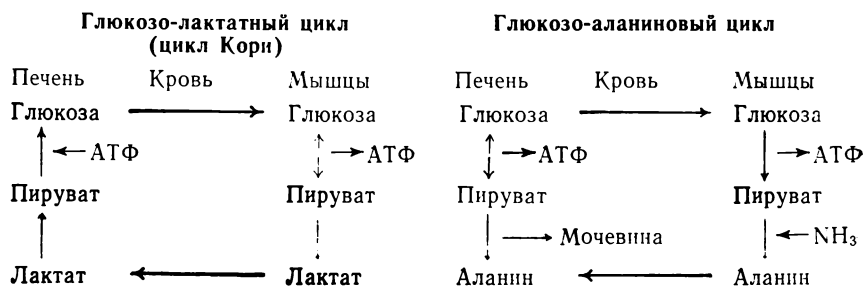 Глюкозо-лактатный цикл
(цикл Кори)
Глюкозо-аланиновый цикл
Печень Кровь Мышцы
Глюкоза Глюкоза
АТФ АТФ
Пируват Пируват
Лактат Лактат
Печень Кровь Мышцы
Глюкоза Глюкоза
АТФ АТФ
Пируват Пируват
Мочевина NH₃
Аланин Аланин